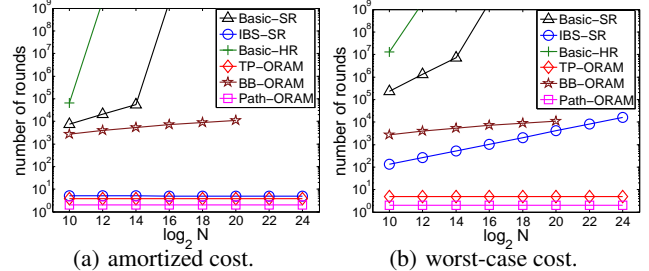 10^9
10^8
10^7
10^6
10^5
10^4
10^3
10^2
10^1
10^0
number of rounds
Basic−SR
IBS−SR
Basic−HR
TP−ORAM
BB−ORAM
Path−ORAM
10 12 14 16 18 20 22 24
log_2 N
(a) amortized cost.
10^9
10^8
10^7
10^6
10^5
10^4
10^3
10^2
10^1
10^0
number of rounds
Basic−SR
IBS−SR
Basic−HR
TP−ORAM
BB−ORAM
Path−ORAM
10 12 14 16 18 20 22 24
log_2 N
(b) worst-case cost.